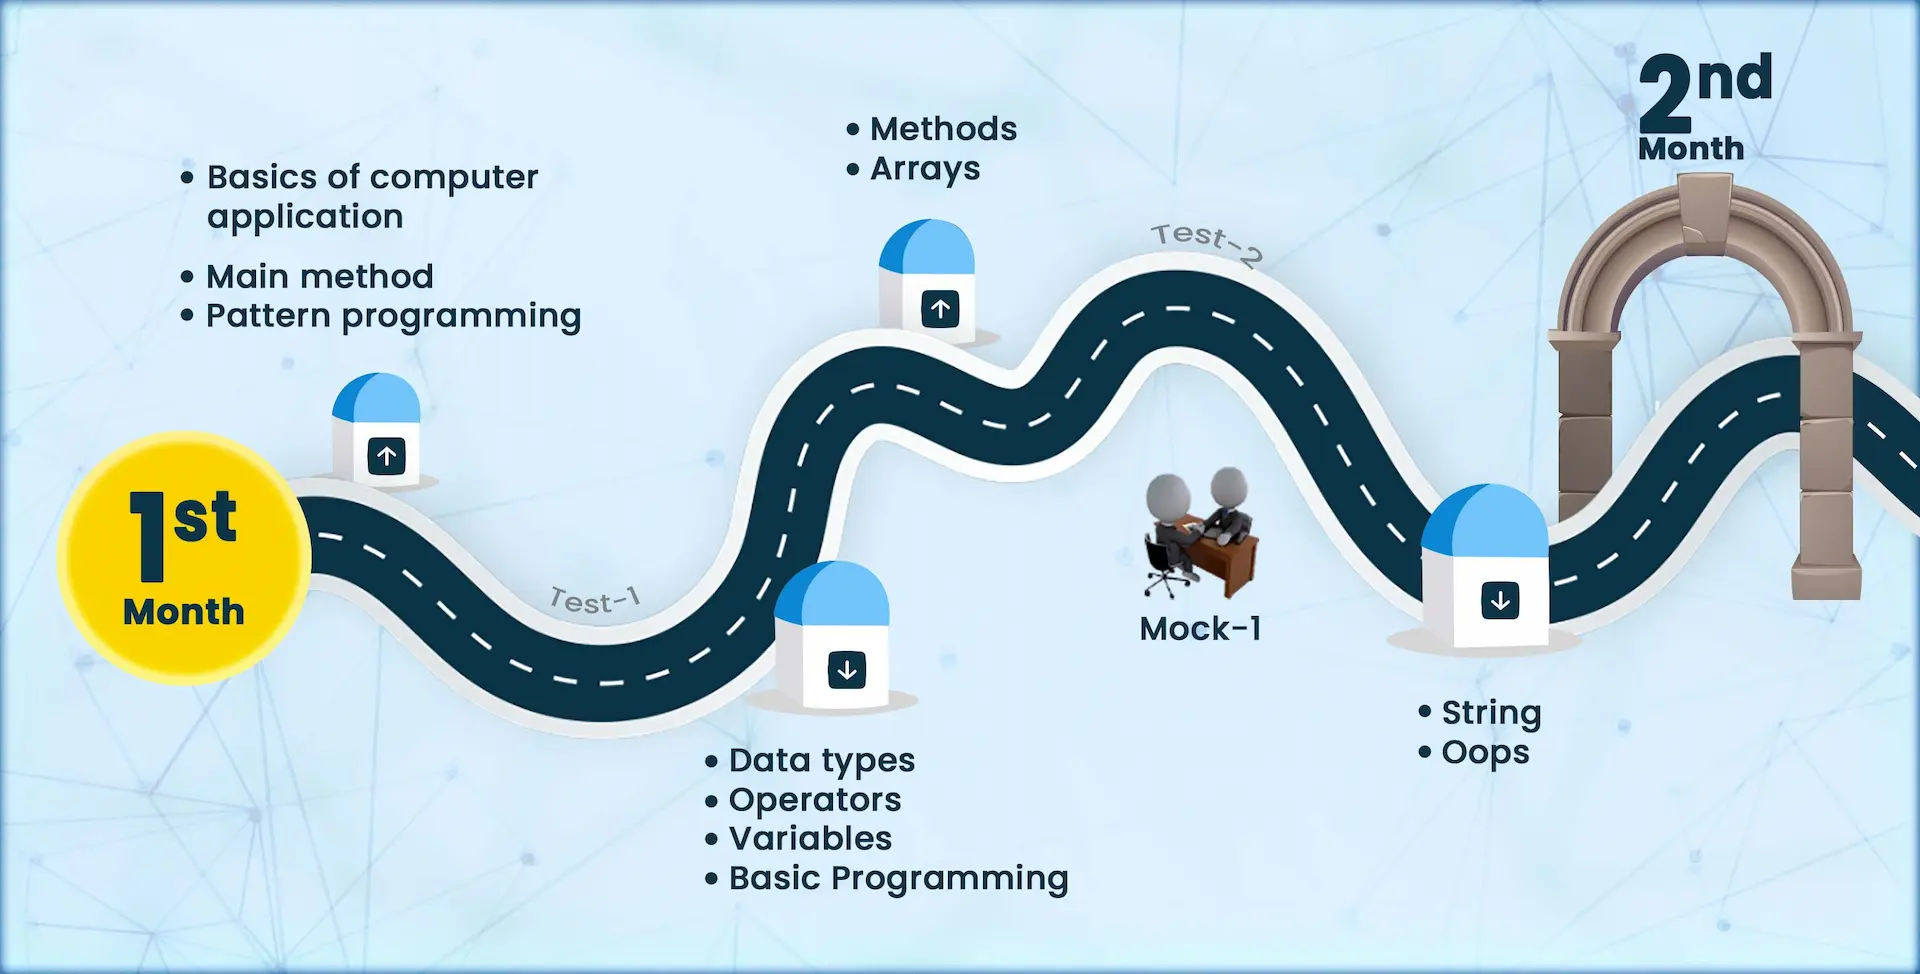 1st
Month
• Basics of computer
application
• Main method
• Pattern programming
Test-1
• Data types
• Operators
• Variables
• Basic Programming
• Methods
• Arrays
Test-2
Mock-1
• String
• Oops
2nd
Month